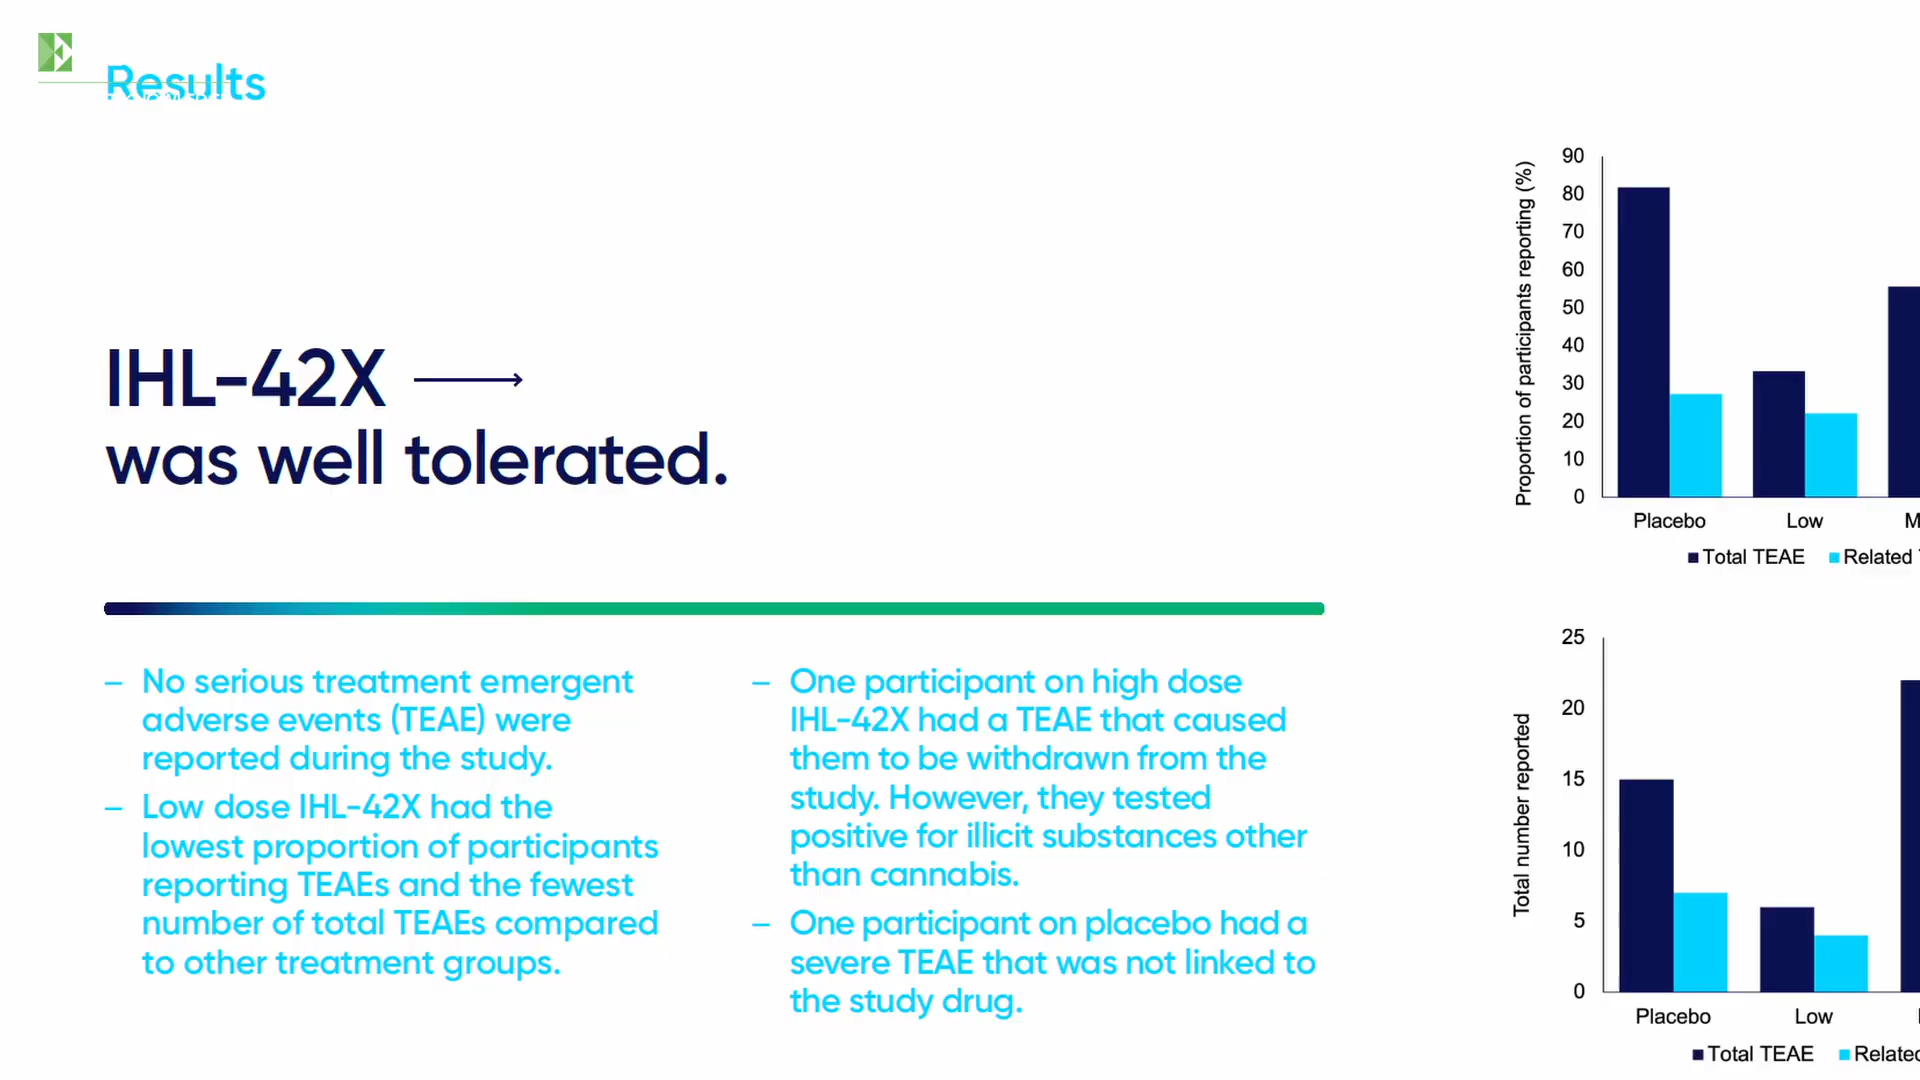 Results
IHL-42X
was well tolerated.
– No serious treatment emergent
adverse events (TEAE) were
reported during the study.
– Low dose IHL-42X had the
lowest proportion of participants
reporting TEAEs and the fewest
number of total TEAEs compared
to other treatment groups.
– One participant on high dose
IHL-42X had a TEAE that caused
them to be withdrawn from the
study. However, they tested
positive for illicit substances other
than cannabis.
– One participant on placebo had a
severe TEAE that was not linked to
the study drug.
Proportion of participants reporting (%)
90
80
70
60
50
40
30
20
10
0
Placebo Low
Total TEAE Related
Total number reported
25
20
15
10
5
0
Placebo Low
Total TEAE Related